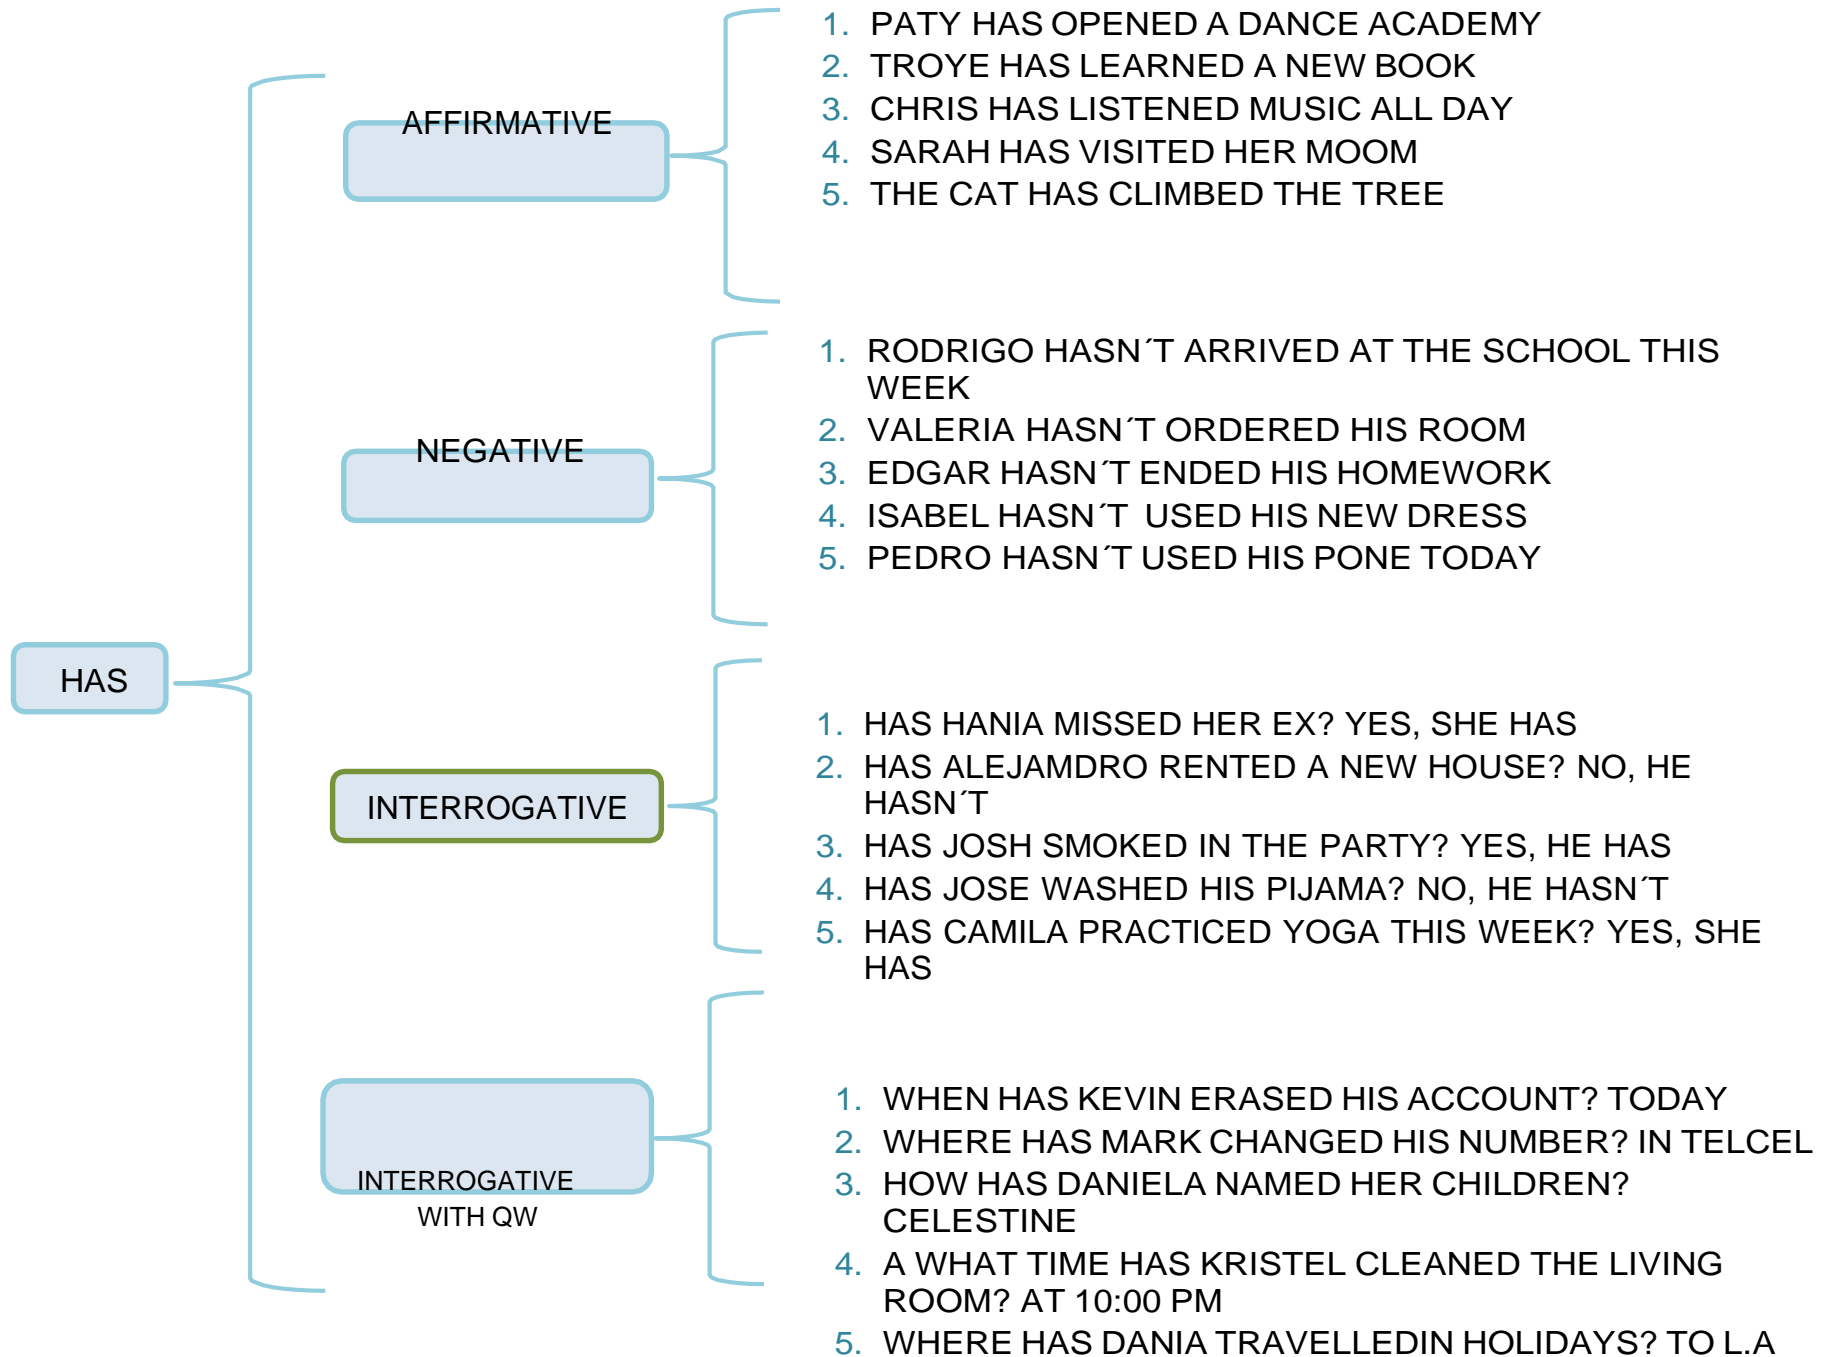 HAS
AFFIRMATIVE
1. PATY HAS OPENED A DANCE ACADEMY
2. TROYE HAS LEARNED A NEW BOOK
3. CHRIS HAS LISTENED MUSIC ALL DAY
4. SARAH HAS VISITED HER MOOM
5. THE CAT HAS CLIMBED THE TREE
NEGATIVE
1. RODRIGO HASN´T ARRIVED AT THE SCHOOL THIS
WEEK
2. VALERIA HASN´T ORDERED HIS ROOM
3. EDGAR HASN´T ENDED HIS HOMEWORK
4. ISABEL HASN´T USED HIS NEW DRESS
5. PEDRO HASN´T USED HIS PONE TODAY
INTERROGATIVE
1. HAS HANIA MISSED HER EX? YES, SHE HAS
2. HAS ALEJAMDRO RENTED A NEW HOUSE? NO, HE
HASN´T
3. HAS JOSH SMOKED IN THE PARTY? YES, HE HAS
4. HAS JOSE WASHED HIS PIJAMA? NO, HE HASN´T
5. HAS CAMILA PRACTICED YOGA THIS WEEK? YES, SHE
HAS
INTERROGATIVE
WITH QW
1. WHEN HAS KEVIN ERASED HIS ACCOUNT? TODAY
2. WHERE HAS MARK CHANGED HIS NUMBER? IN TELCEL
3. HOW HAS DANIELA NAMED HER CHILDREN?
CELESTINE
4. A WHAT TIME HAS KRISTEL CLEANED THE LIVING
ROOM? AT 10:00 PM
5. WHERE HAS DANIA TRAVELLEDIN HOLIDAYS? TO L.A